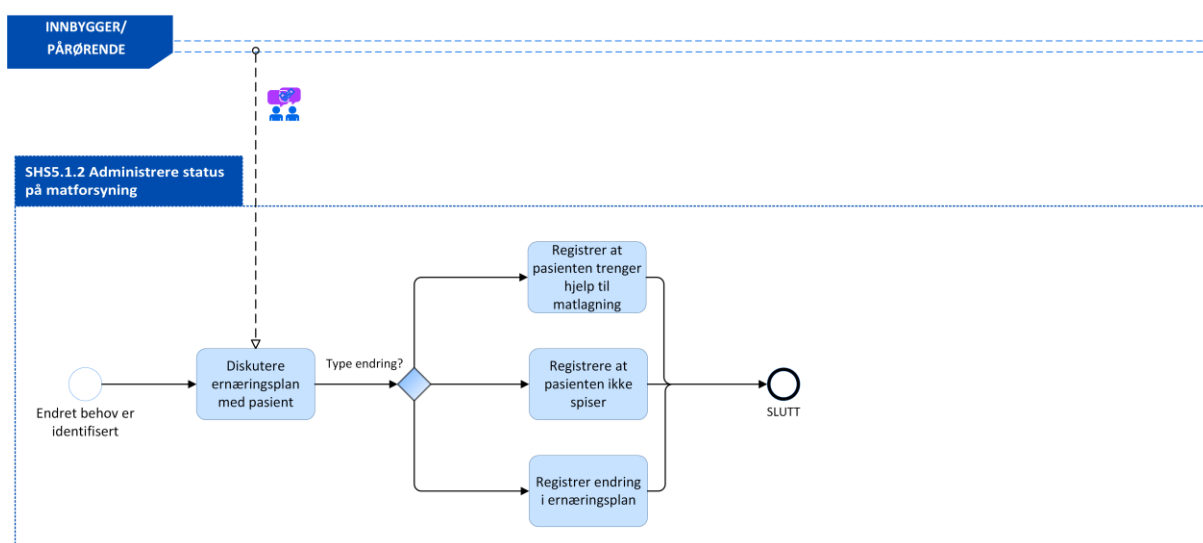 INNBYGGER/
PÅRØRENDE
SHS5.1.2 Administrere status
på matforsyning
Registrer at
pasienten trenger
hjelp til
matlagning
Diskutere
ernæringsplan
med pasient
Type endring?
Registrere at
pasienten ikke
spiser
Endret behov er
identifisert
SLUTT
Registrer endring
i ernæringsplan